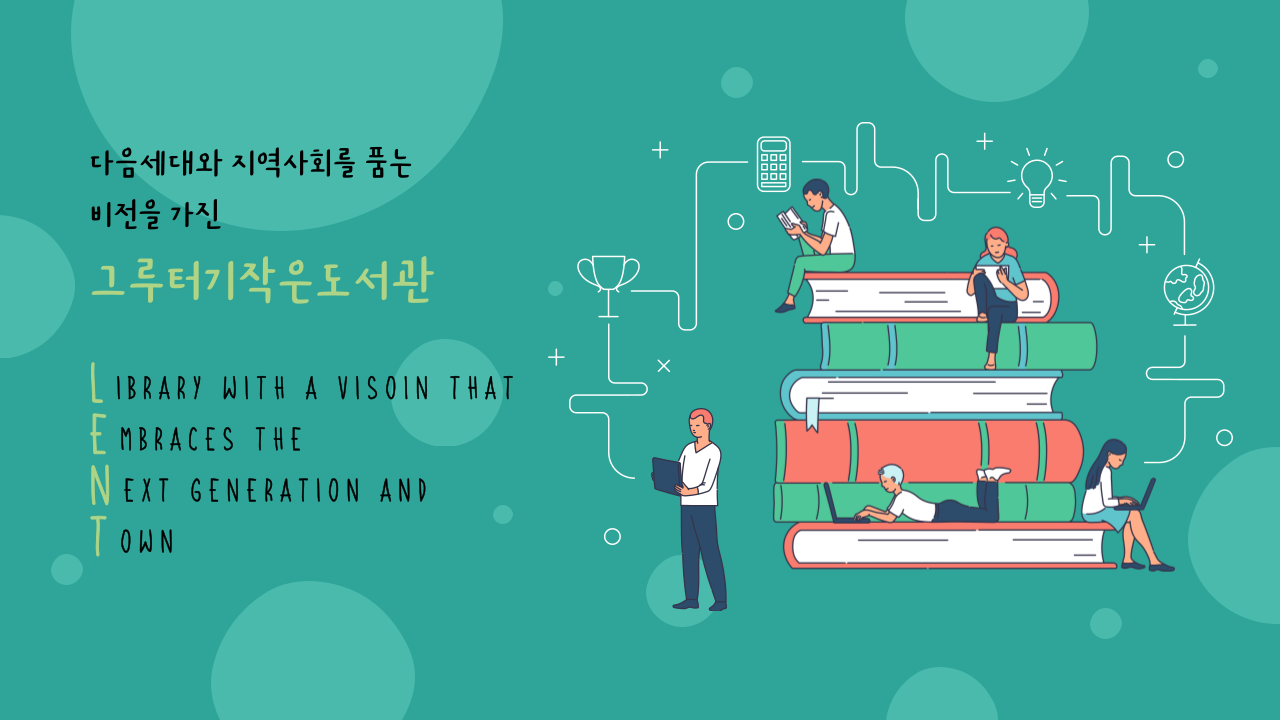 다음세대와 지역사회를 품는
비전을 가진
그루터기작은도서관
LIBRARY WITH A VISOIN THAT
EMBRACES THE
NEXT GENERATION AND
TOWN